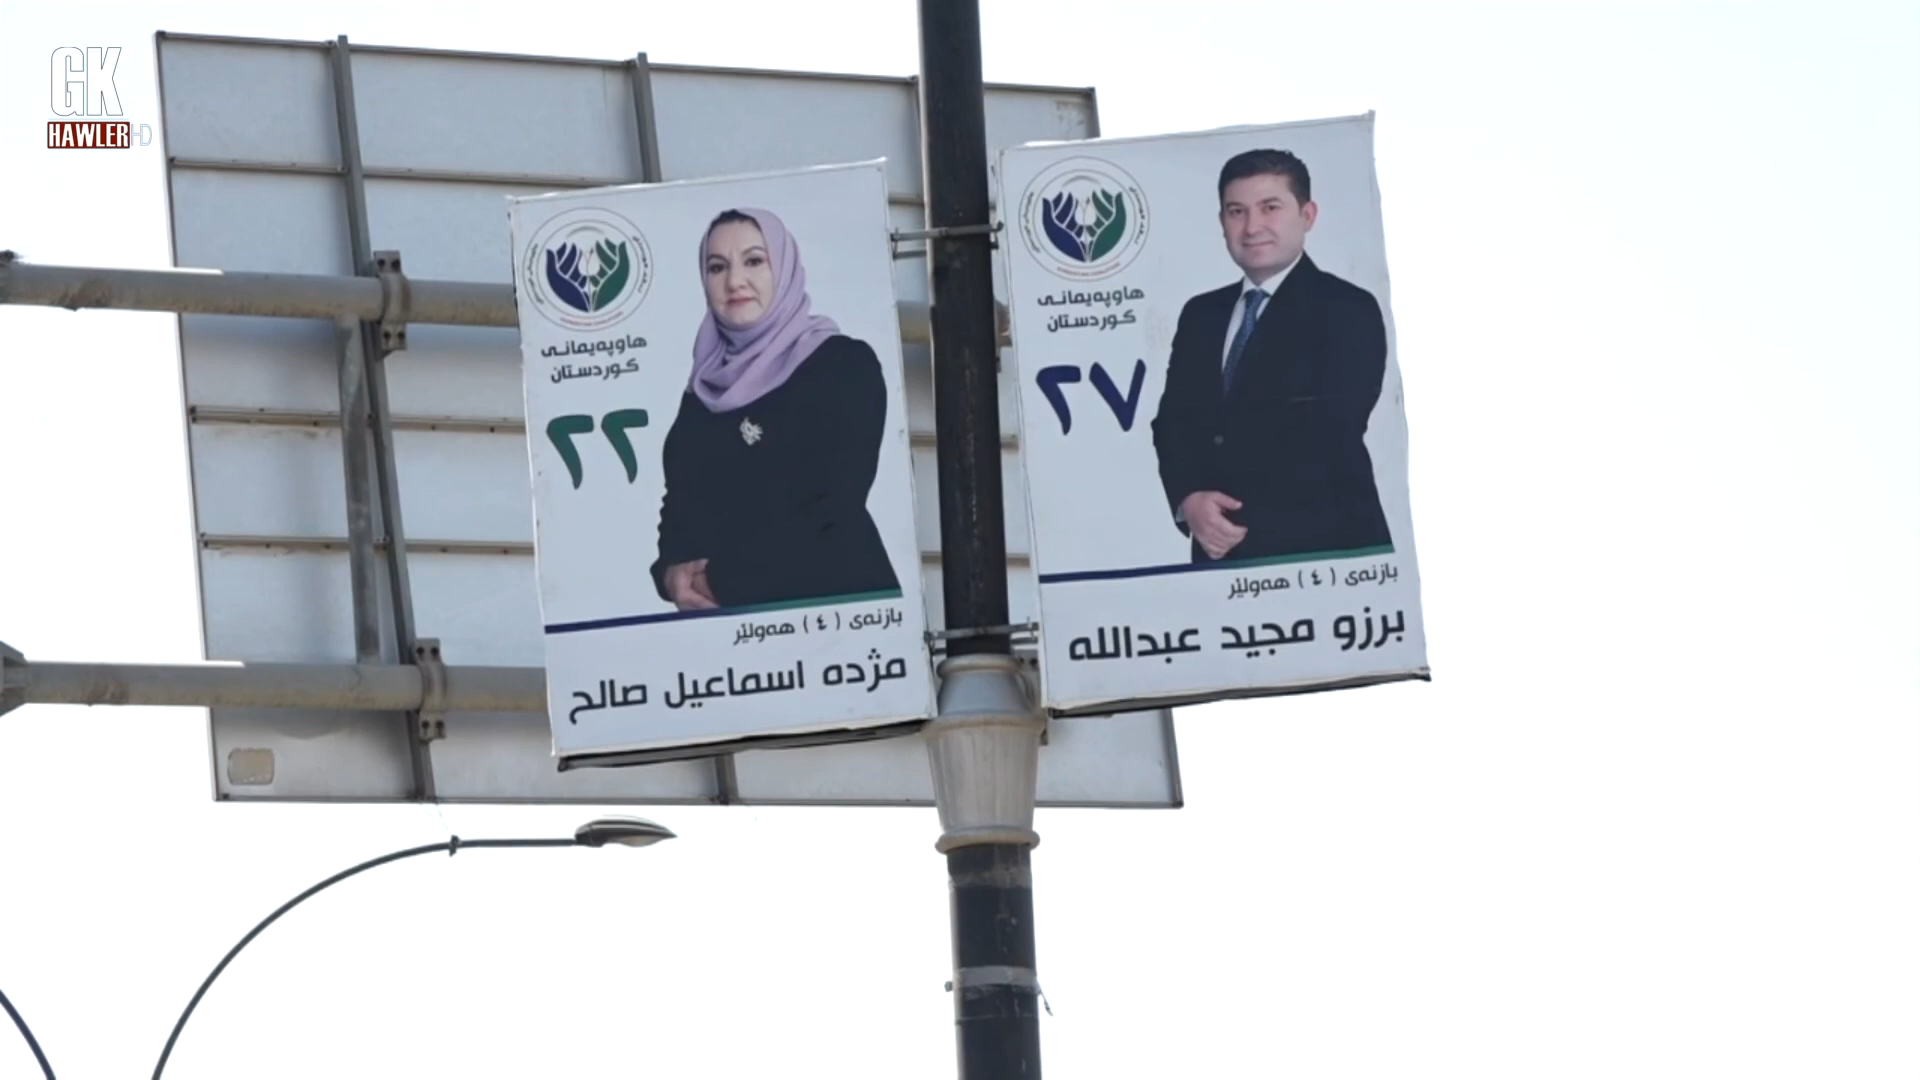 GK
HAWLER HD
هاوپەیمانی
کوردستان
٢٢
بازنەی ( ٤ ) هەولێر
مژده اسماعیل صالح
هاوپەیمانی
کوردستان
٢٧
بازنەی ( ٤ ) هەولێر
برزو مجید عبدالله